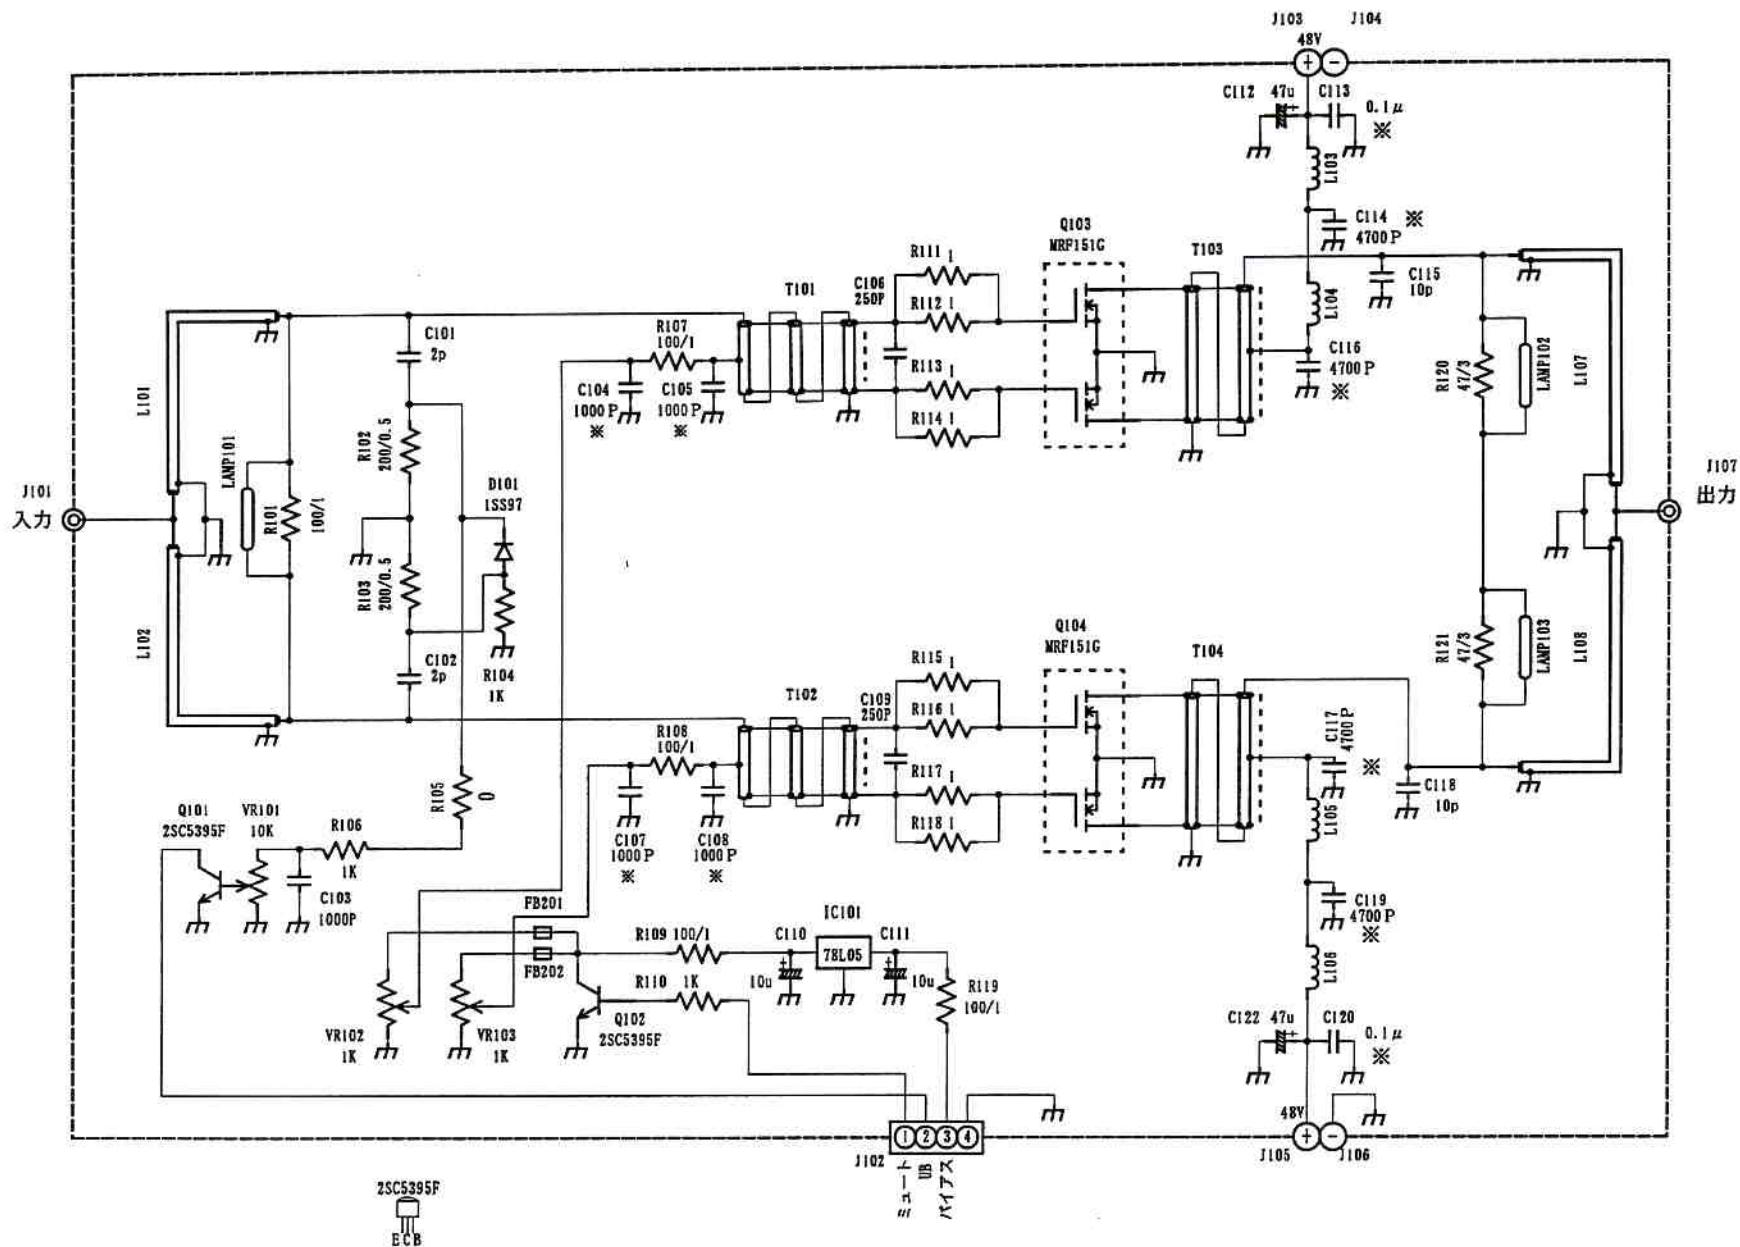 J103
J104
48V
C112
47u
C113
0.1μ
※
L103
C114
※
4700P
Q103
MRF151G
T103
R111
1
C106
250P
R112
1
R113
1
R114
1
T101
R107
100/1
C104
1000P
※
C105
1000P
※
L104
C116
4700P
※
C115
10p
R120
47/3
LAMP102
L107
C101
2p
L101
LAMP101
R101
100/1
R102
200/0.5
D101
1SS97
J101
入力
J107
出力
R103
200/0.5
L102
C102
2p
R104
1K
R121
47/3
LAMP103
L108
Q104
MRF151G
T104
R115
1
C109
250P
R116
1
R117
1
R118
1
T102
R108
100/1
C107
1000P
※
C108
1000P
※
C117
4700P
※
C118
10p
L105
R105
0
Q101
2SC5395F
VR101
10K
R106
1K
C103
1000P
FB201
FB202
R109
100/1
C110
10u
IC101
78L05
C111
10u
R119
100/1
R110
1K
Q102
2SC5395F
VR102
1K
VR103
1K
C119
4700P
※
L106
C122
47u
C120
0.1μ
※
48V
J105
J106
J102
1
2
3
4
ミュート
UB
バイアス
2SC5395F
ECB